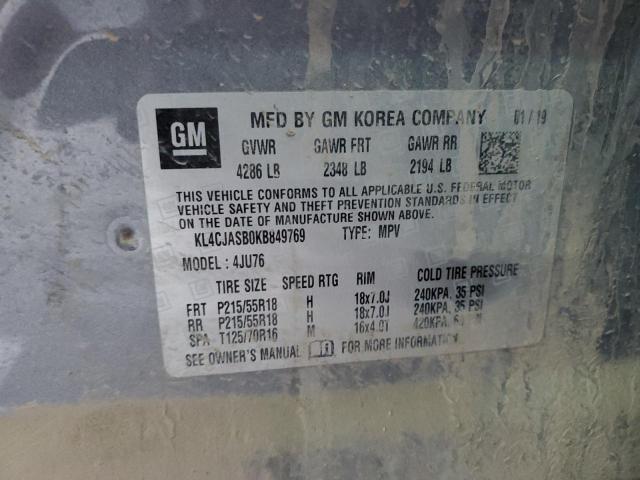 GM
MFD BY GM KOREA COMPANY 01/19
GVWR GAWR FRT GAWR RR
4286 LB 2348 LB 2194 LB
THIS VEHICLE CONFORMS TO ALL APPLICABLE U.S. FEDERAL MOTOR
VEHICLE SAFETY AND THEFT PREVENTION STANDARDS IN EFFECT
ON THE DATE OF MANUFACTURE SHOWN ABOVE.
KL4CJASB0KB849769 TYPE: MPV
MODEL: 4JU76
TIRE SIZE SPEED RTG RIM COLD TIRE PRESSURE
FRT P215/55R18 H 18x7.0J 240KPA, 35 PSI
RR P215/55R18 H 18x7.0J 240KPA, 35 PSI
SPA T125/70R16 M 16x4.0T 420KPA, PSI
SEE OWNER'S MANUAL FOR MORE INFORMATION